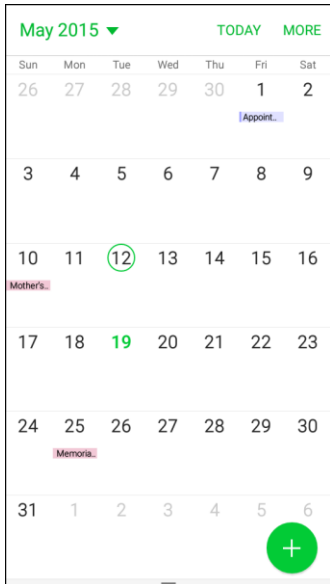 May 2015 TODAY MORE
Sun Mon Tue Wed Thu Fri Sat
26 27 28 29 30 1 2
Appoint..
3 4 5 6 7 8 9
10 11 12 13 14 15 16
Mother's..
17 18 19 20 21 22 23
24 25 26 27 28 29 30
Memoria..
31 1 2 3 4 5 6